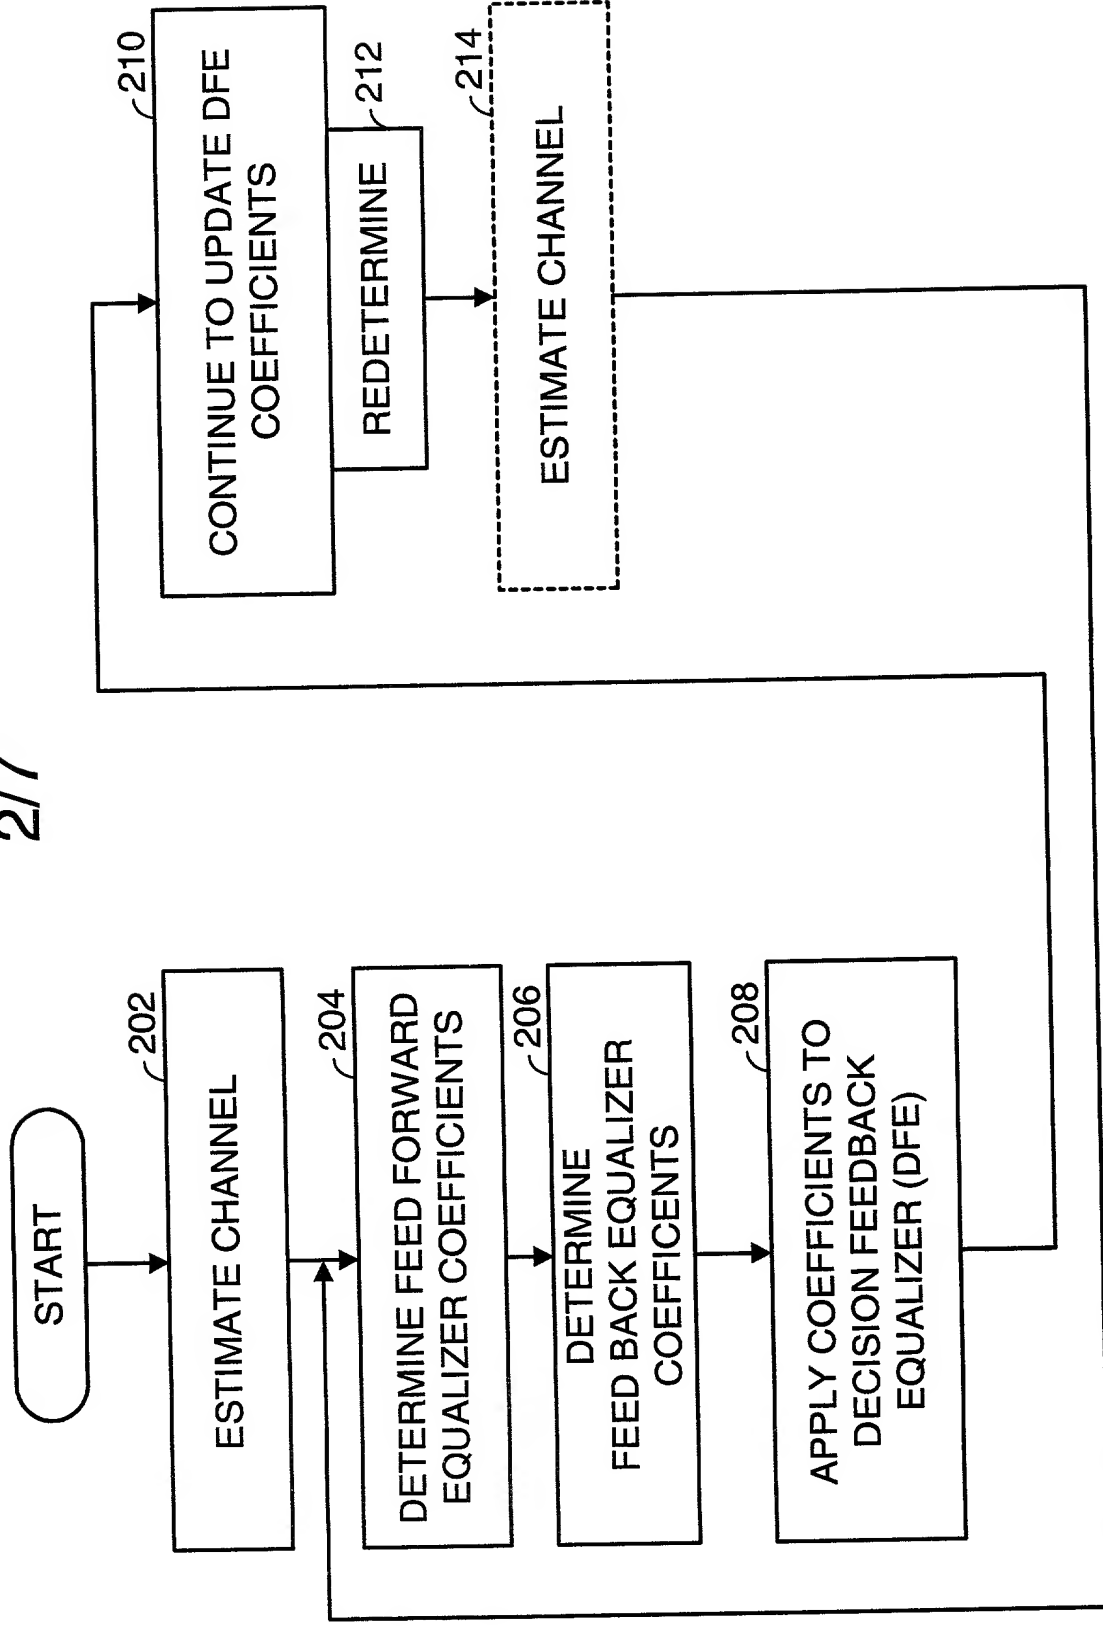 2/7
START
202
ESTIMATE CHANNEL
204
DETERMINE FEED FORWARD
EQUALIZER COEFFICIENTS
206
DETERMINE
FEED BACK EQUALIZER
COEFFICENTS
208
APPLY COEFFICIENTS TO
DECISION FEEDBACK
EQUALIZER (DFE)
210
CONTINUE TO UPDATE DFE
COEFFICIENTS
212
REDETERMINE
214
ESTIMATE CHANNEL